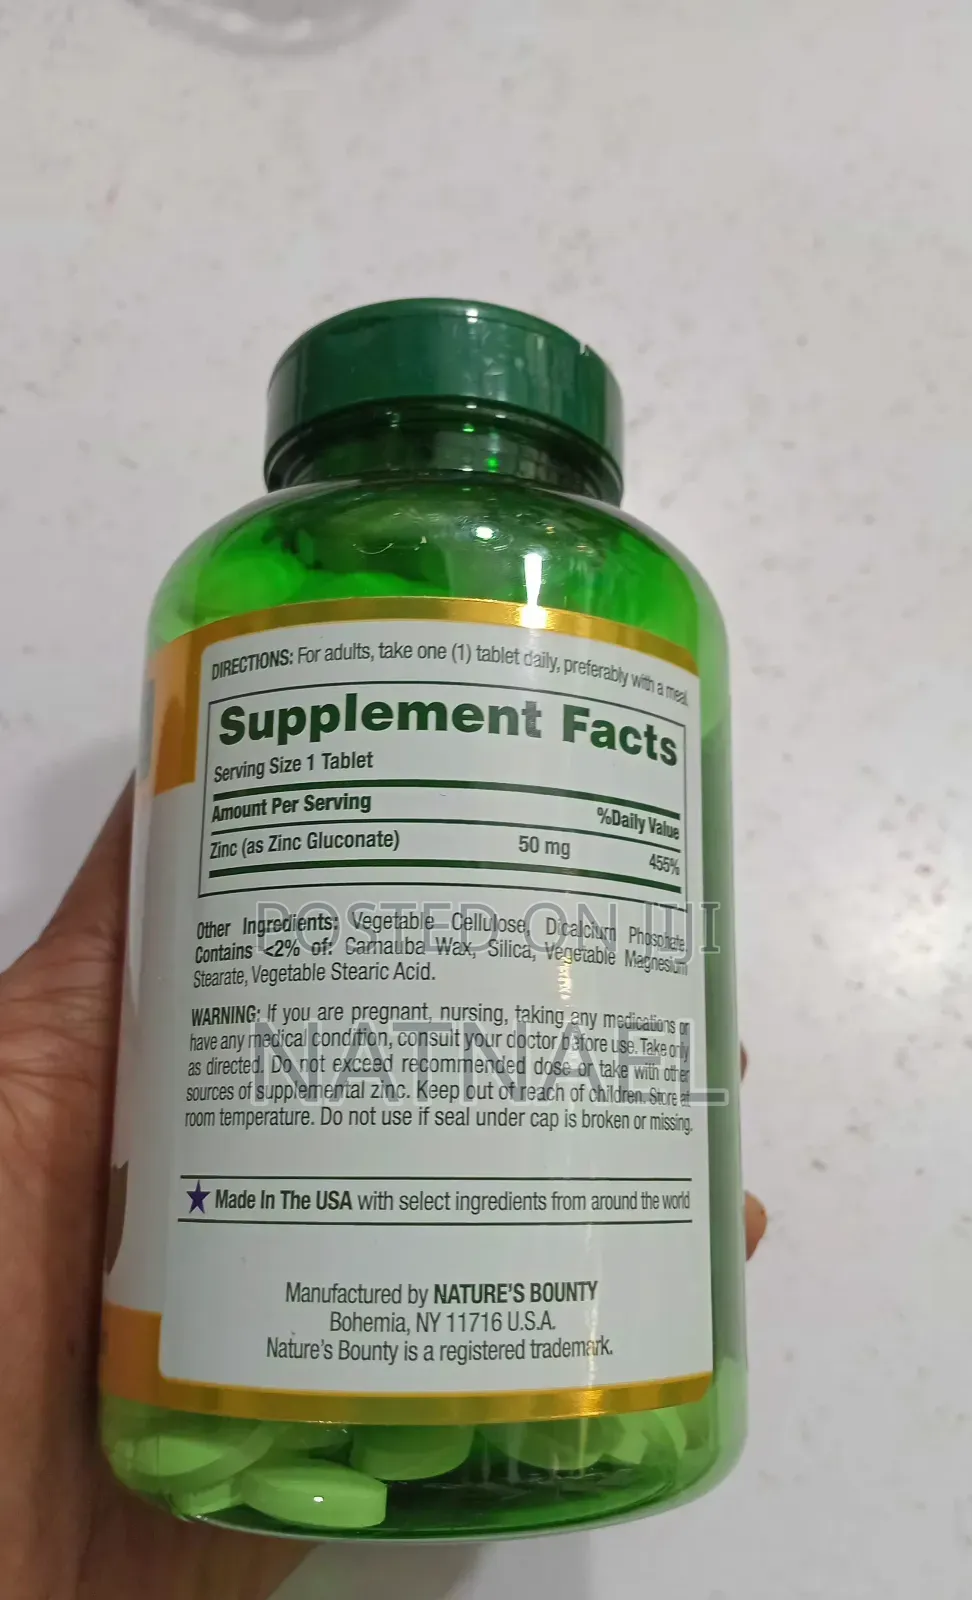 DIRECTIONS: For adults, take one (1) tablet daily, preferably with a meal.
Supplement Facts
Serving Size 1 Tablet
Amount Per Serving %Daily Value
Zinc (as Zinc Gluconate) 50 mg 455%
Other Ingredients: Vegetable Cellulose, Dicalcium Phosphate.
Contains <2% of: Carnauba Wax, Silica, Vegetable Magnesium
Stearate, Vegetable Stearic Acid.
POSTED ON JIJI
WARNING: If you are pregnant, nursing, taking any medications or
have any medical condition, consult your doctor before use. Take only
as directed. Do not exceed recommended dose or take with other
sources of supplemental zinc. Keep out of reach of children. Store at
room temperature. Do not use if seal under cap is broken or missing.
NATNAEL
Made In The USA with select ingredients from around the world
Manufactured by NATURE'S BOUNTY
Bohemia, NY 11716 U.S.A.
Nature's Bounty is a registered trademark.